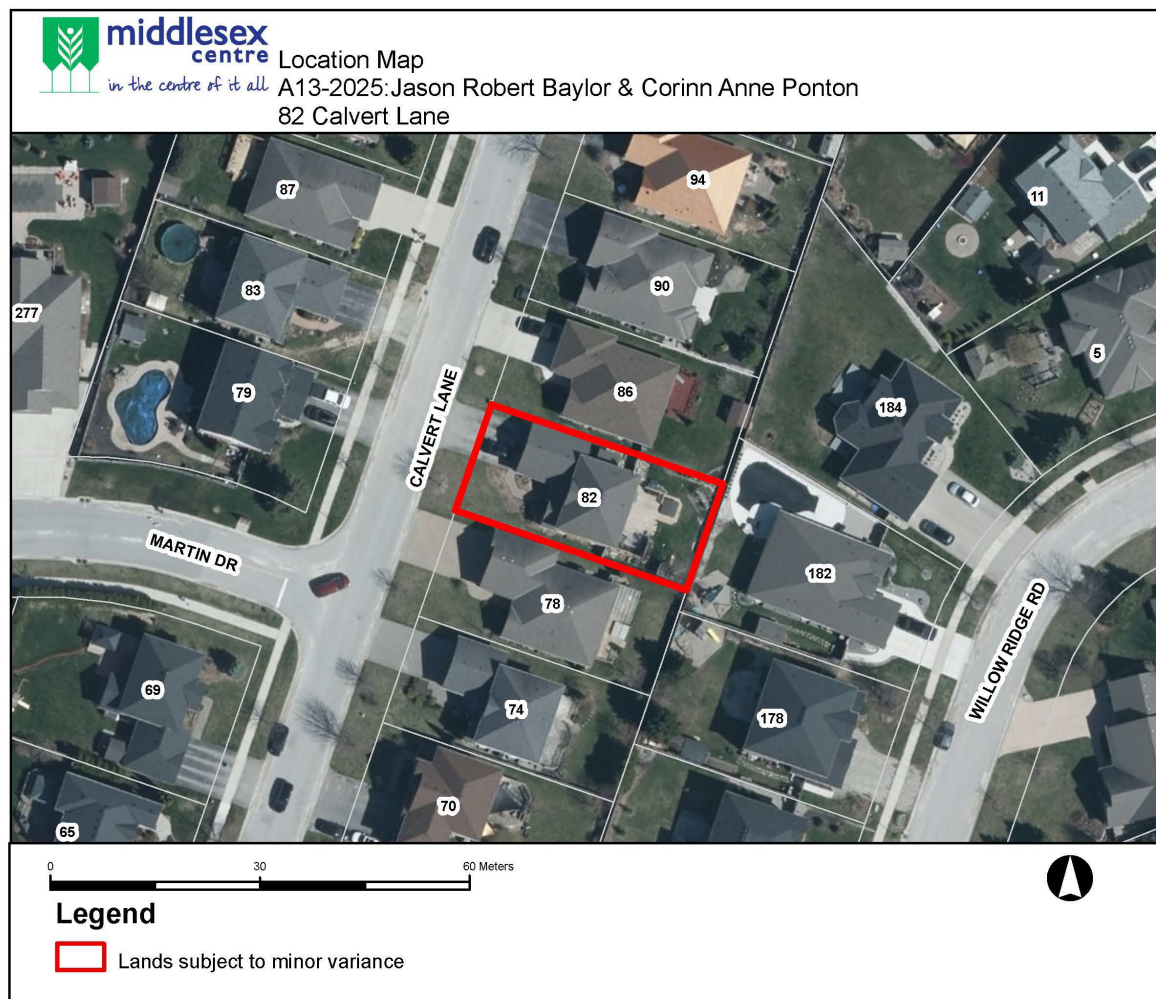 middlesex
centre
in the centre of it all
Location Map
A13-2025:Jason Robert Baylor & Corinn Anne Ponton
82 Calvert Lane
94
87
11
90
83
277
5
86
79
184
CALVERT LANE
82
MARTIN DR
182
78
WILLOW RIDGE RD
69
74
178
70
65
0 30 60 Meters
Legend
Lands subject to minor variance